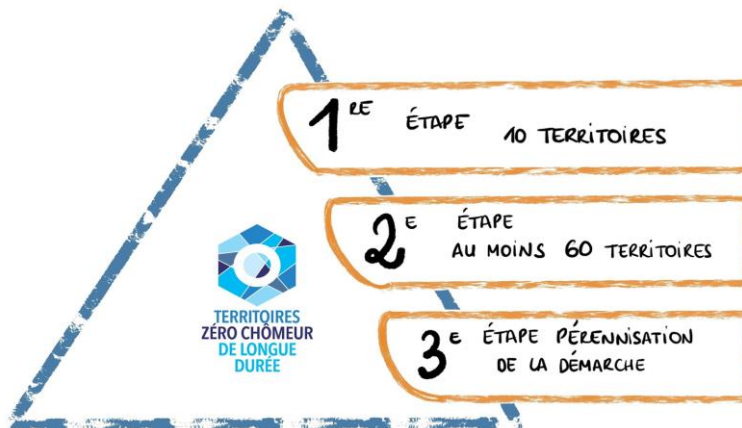 1RE ÉTAPE 10 TERRITOIRES
2E ÉTAPE
AU MOINS 60 TERRITOIRES
3E ÉTAPE PÉRENNISATION
DE LA DÉMARCHE
TERRITOIRES
ZÉRO CHÔMEUR
DE LONGUE
DURÉE